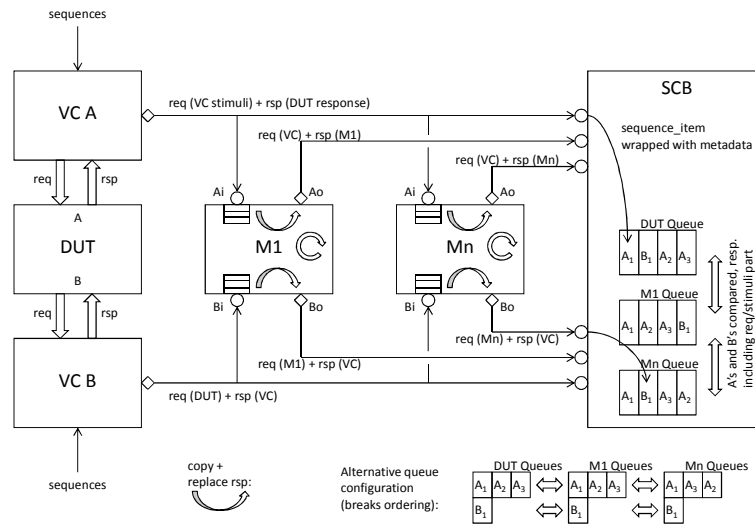 sequences
VC A
req
rsp
A
DUT
B
req
rsp
VC B
sequences
req (VC stimuli) + rsp (DUT response)
req (VC) + rsp (M1)
req (VC) + rsp (Mn)
Ai
Ao
M1
Bi
Bo
Ai
Ao
Mn
Bi
Bo
req (Mn) + rsp (VC)
req (M1) + rsp (VC)
req (DUT) + rsp (VC)
SCB
sequence_item
wrapped with metadata
DUT Queue
A1 B1 A2 A3
M1 Queue
A1 A2 A3 B1
Mn Queue
A1 B1 A3 A2
A's and B's compared, resp.
including req/stimuli part
copy +
replace rsp:
Alternative queue
configuration
(breaks ordering):
DUT Queues M1 Queues Mn Queues
A1 A2 A3 A1 A2 A3 A1 A3 A2
B1 B1 B1